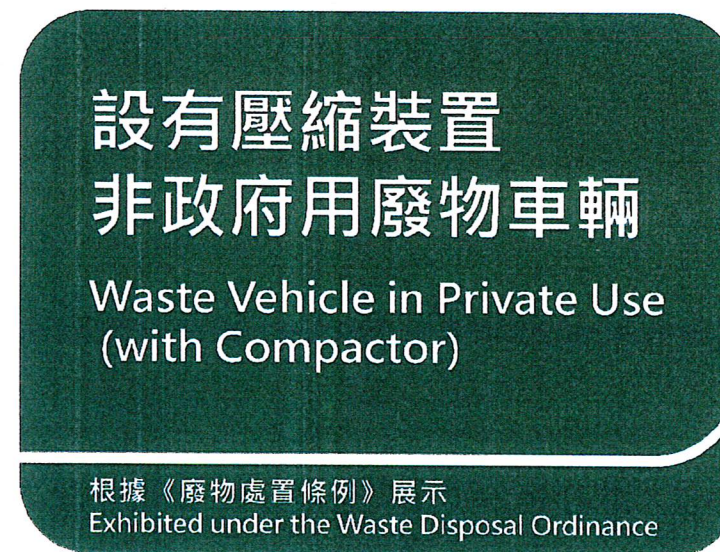 設有壓縮裝置
非政府用廢物車輛
Waste Vehicle in Private Use
(with Compactor)
根據《廢物處置條例》展示
Exhibited under the Waste Disposal Ordinance